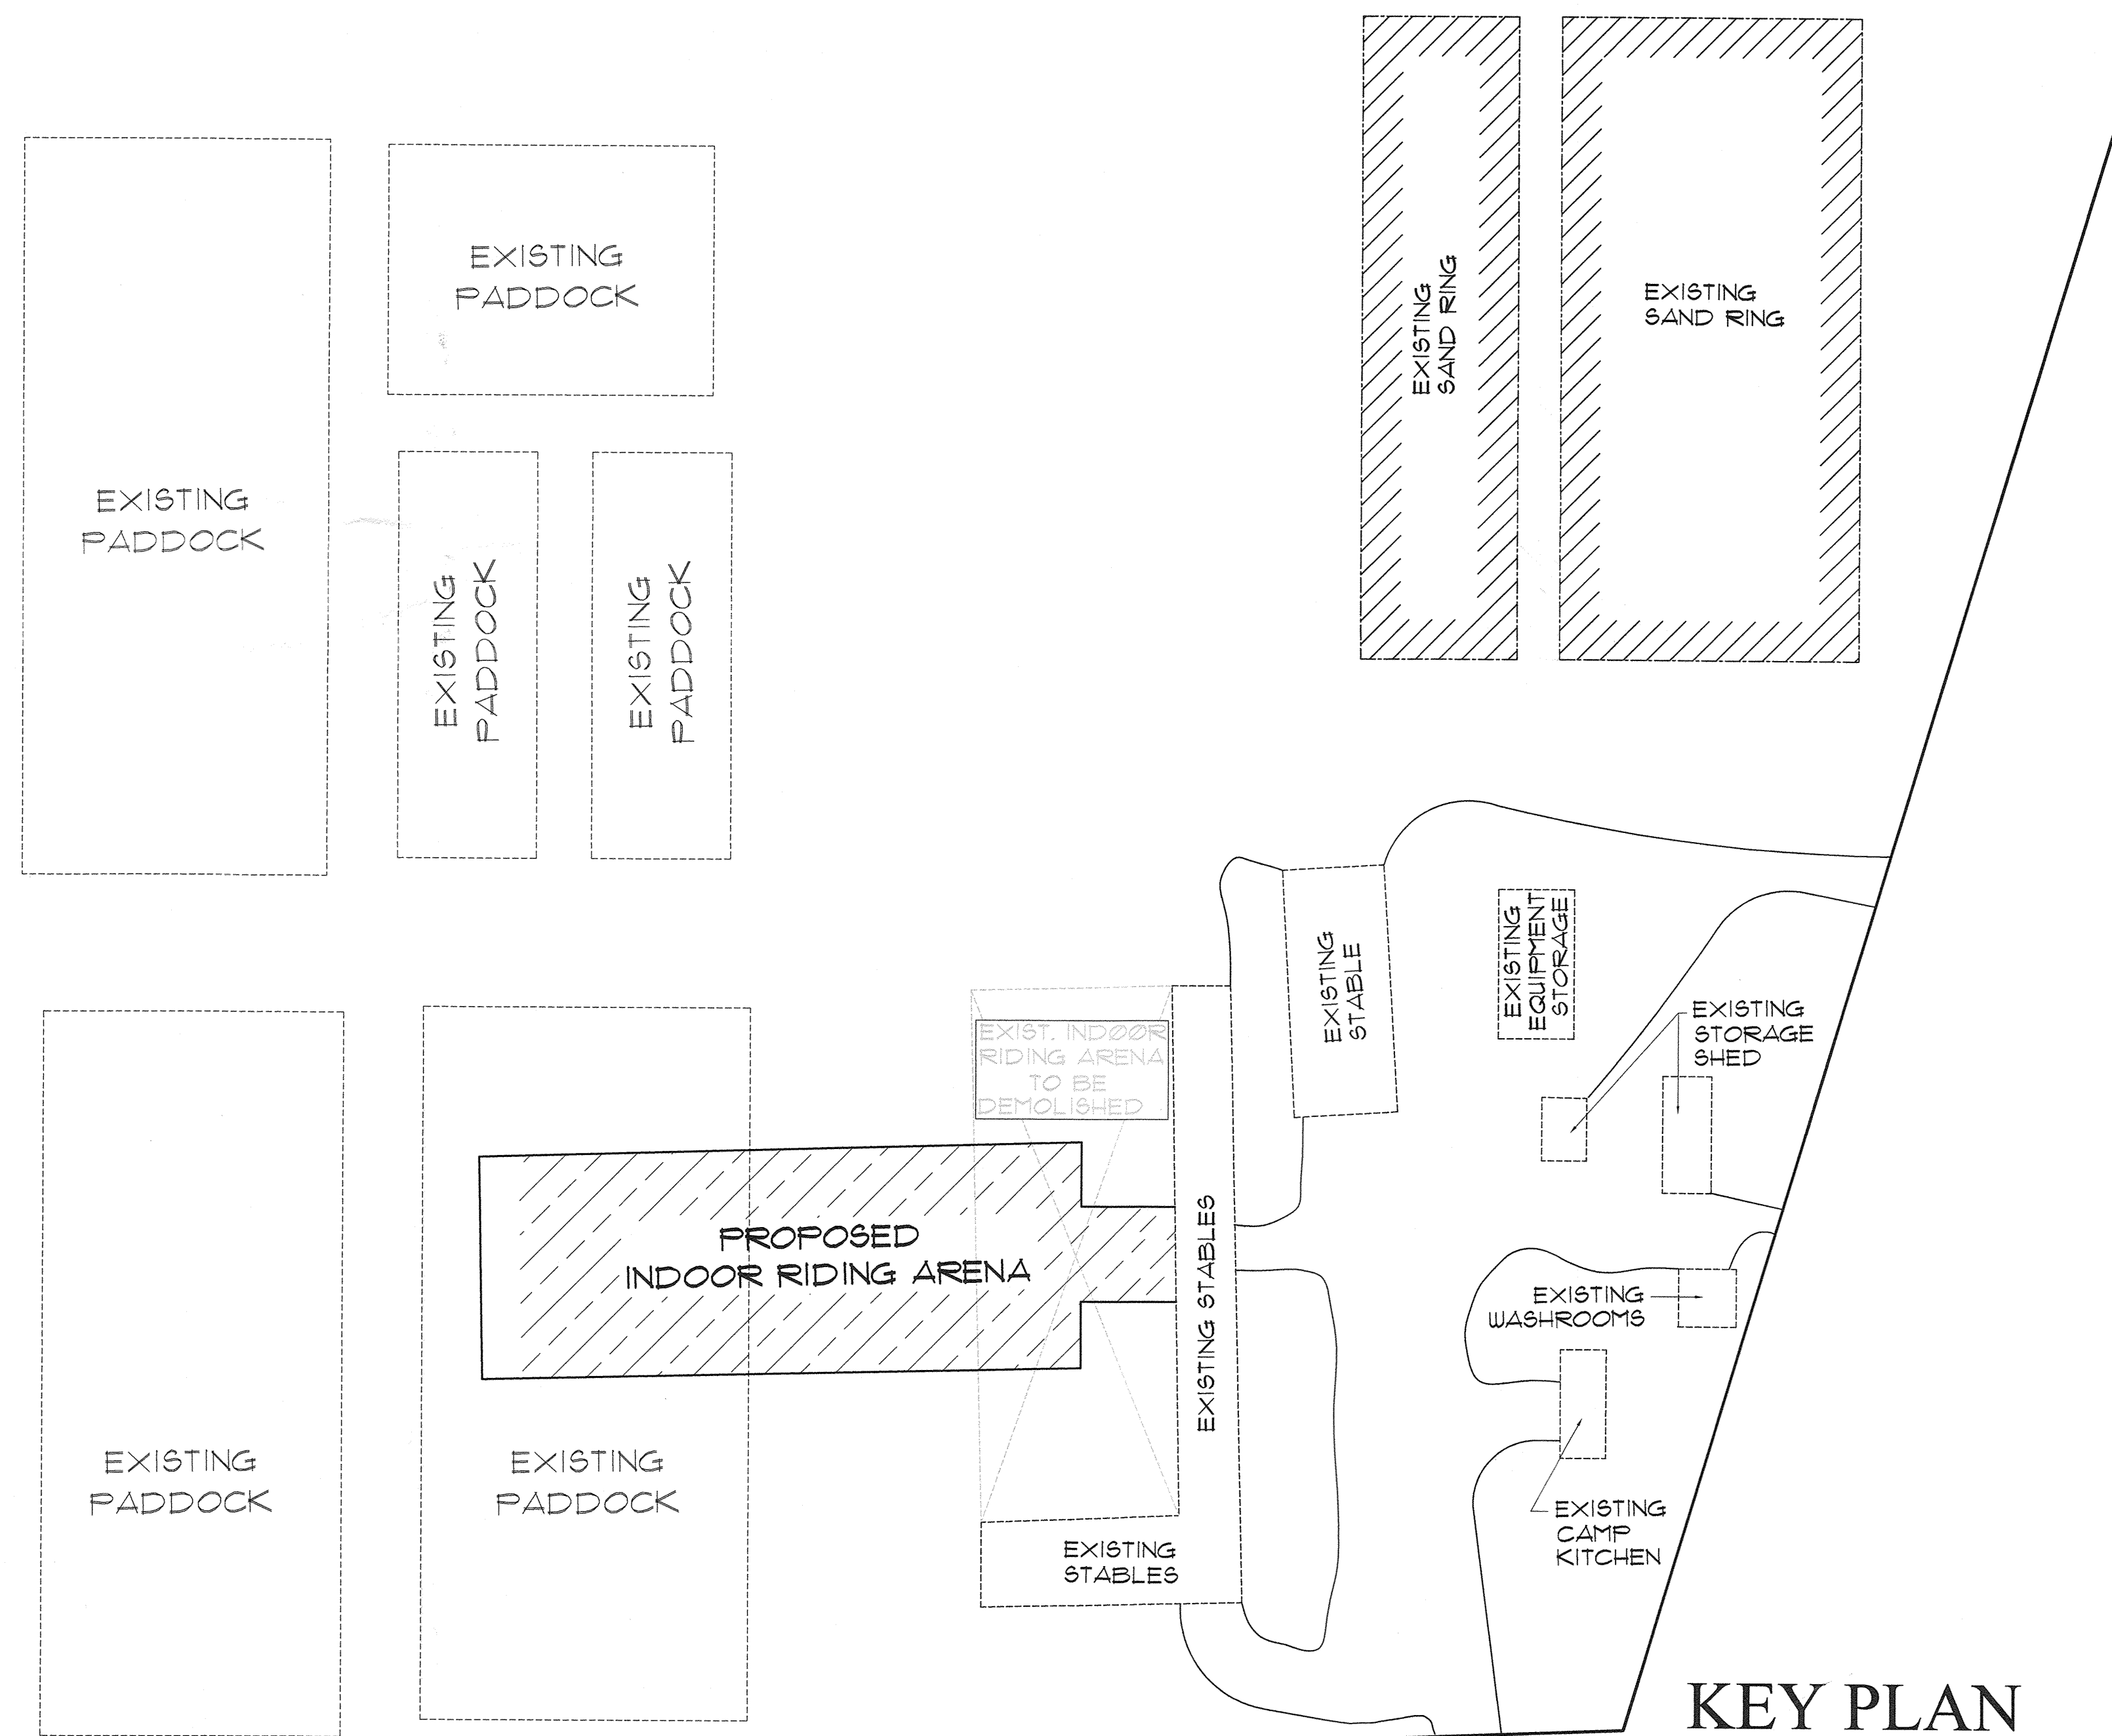 EXISTING
PADDOCK
EXISTING
SAND RING
EXISTING
SAND RING
EXISTING
PADDOCK
EXISTING
PADDOCK
EXISTING
PADDOCK
EXISTING
STABLE
EXISTING
EQUIPMENT
STORAGE
EXISTING
STORAGE
SHED
EXIST. INDOOR
RIDING ARENA
TO BE
DEMOLISHED
PROPOSED
INDOOR RIDING ARENA
EXISTING STABLES
EXISTING
WASHROOMS
EXISTING
PADDOCK
EXISTING
PADDOCK
EXISTING
STABLES
EXISTING
CAMP
KITCHEN
KEY PLAN